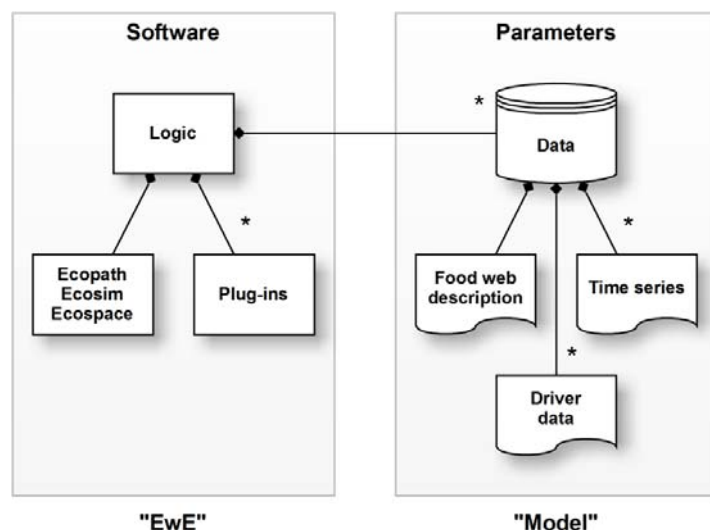 Software
Parameters
Logic
*
Data
Ecopath
Ecosim
Ecospace
*
Plug-ins
Food web
description
*
Time series
*
Driver
data
"EwE"
"Model"